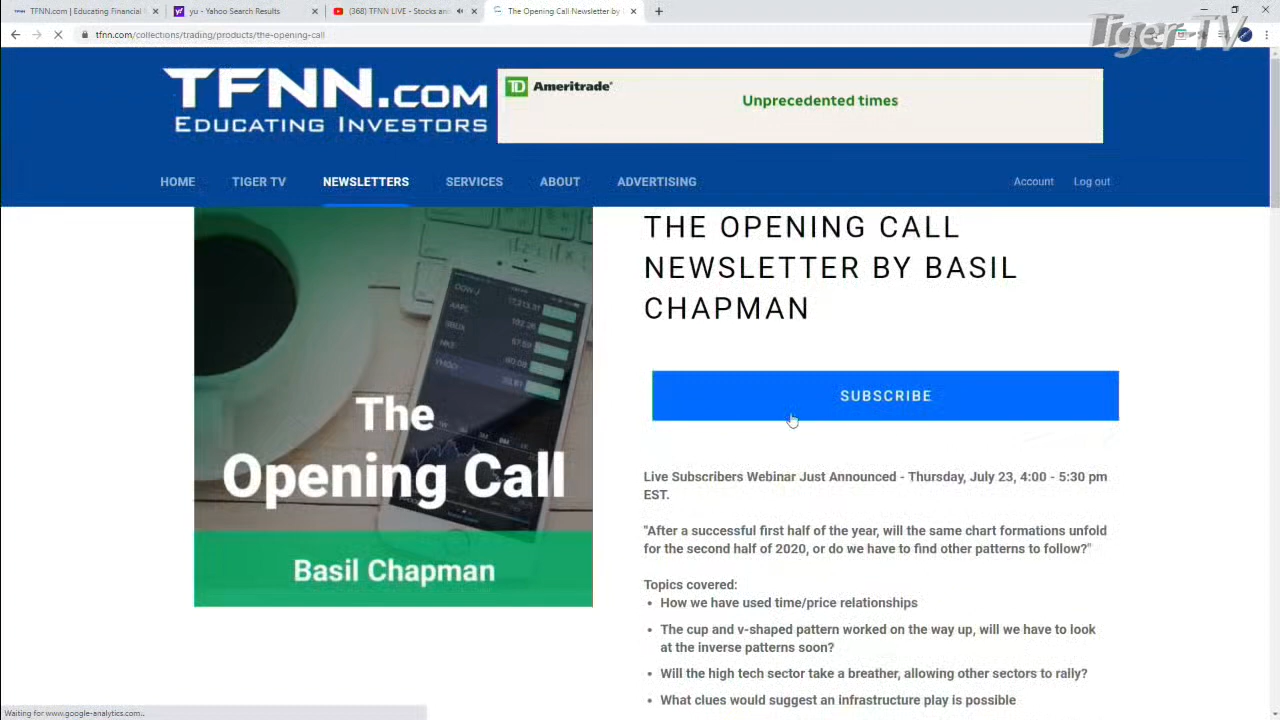 TFNN.com | Educating Financial
yu - Yahoo Search Results
(368) TFNN LIVE - Stocks and
The Opening Call Newsletter by
Tiger TV
tfnn.com/collections/trading/products/the-opening-call
TFNN.COM
EDUCATING INVESTORS
TD Ameritrade
Unprecedented times
HOME TIGER TV NEWSLETTERS SERVICES ABOUT ADVERTISING Account Log out
THE OPENING CALL
NEWSLETTER BY BASIL
CHAPMAN
DOW J
AAPL
SBUX
NKE
YHOO
The
Opening Call
Basil Chapman
SUBSCRIBE
Live Subscribers Webinar Just Announced - Thursday, July 23, 4:00 - 5:30 pm
EST.
"After a successful first half of the year, will the same chart formations unfold
for the second half of 2020, or do we have to find other patterns to follow?"
Topics covered:
• How we have used time/price relationships
• The cup and v-shaped pattern worked on the way up, will we have to look
at the inverse patterns soon?
• Will the high tech sector take a breather, allowing other sectors to rally?
• What clues would suggest an infrastructure play is possible
Waiting for www.google-analytics.com...